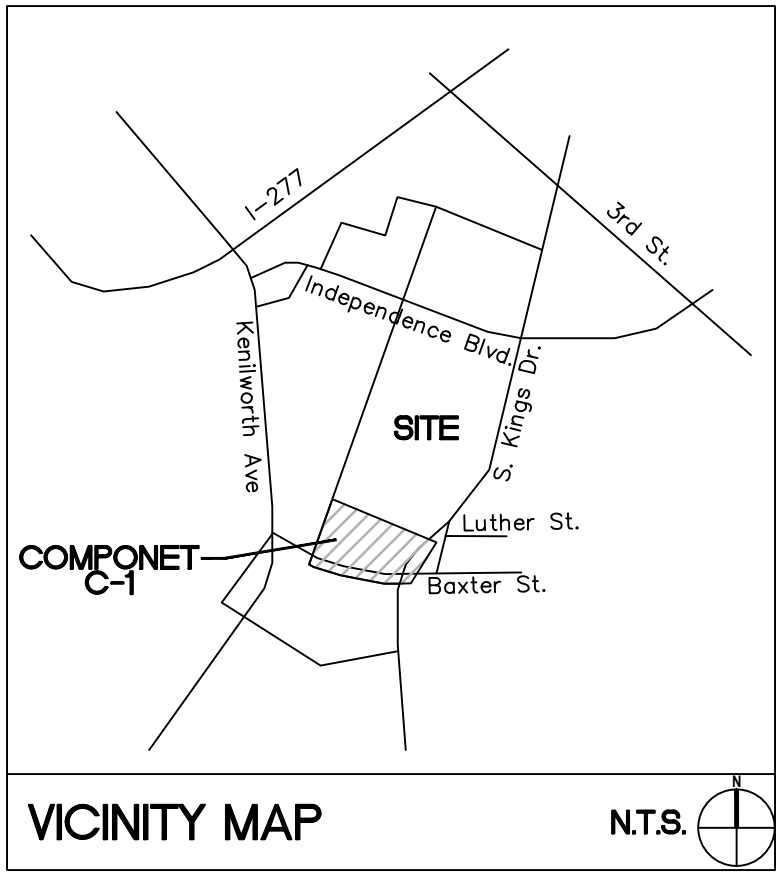 I-277
3rd St.
Independence Blvd.
Kenilworth Ave
S. Kings Dr.
SITE
Luther St.
COMPONET
C-1
Baxter St.
VICINITY MAP
N.T.S.
N